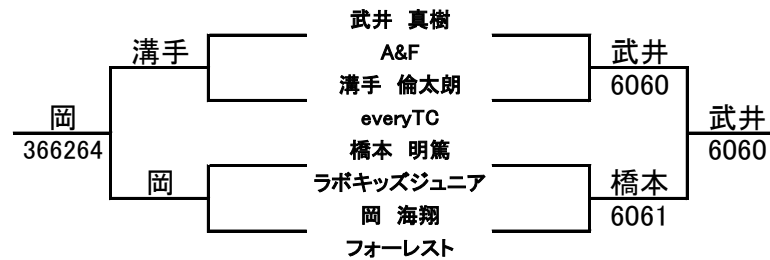 武井 真樹
溝手
A&F
武井
溝手 倫太朗
6060
岡
everyTC
武井
366264
橋本 明篤
6060
岡
ラボキッズジュニア
橋本
岡 海翔
6061
フォーレスト